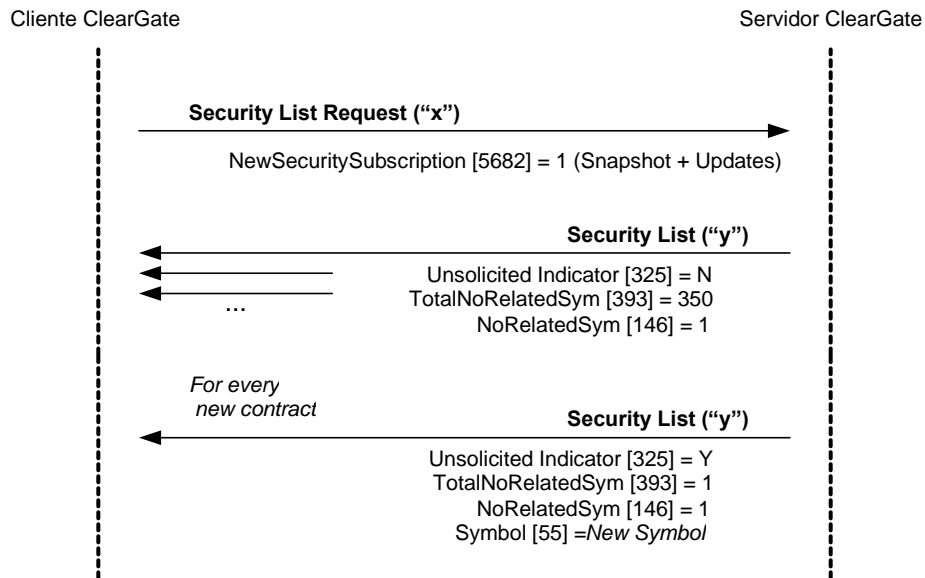 Cliente ClearGate
Servidor ClearGate
Security List Request (“x”)
NewSecuritySubscription [5682] = 1 (Snapshot + Updates)
Security List (“y”)
Unsolicited Indicator [325] = N
TotalNoRelatedSym [393] = 350
NoRelatedSym [146] = 1
...
For every
new contract
Security List (“y”)
Unsolicited Indicator [325] = Y
TotalNoRelatedSym [393] = 1
NoRelatedSym [146] = 1
Symbol [55] =New Symbol